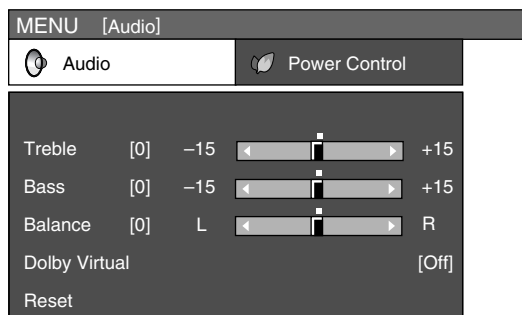 MENU [Audio]
Audio Power Control
Treble [0] –15 +15
Bass [0] –15 +15
Balance [0] L R
Dolby Virtual [Off]
Reset